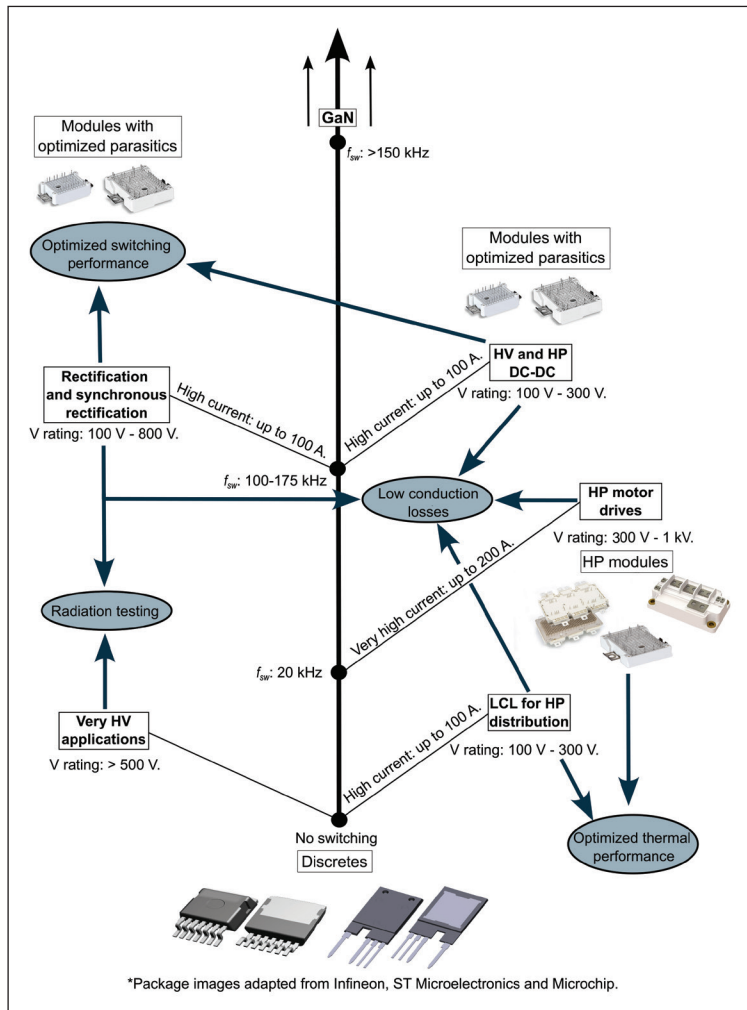 GaN
f_sw: >150 kHz
Modules with
optimized parasitics
Optimized switching
performance
Modules with
optimized parasitics
HV and HP
DC-DC
V rating: 100 V - 300 V.
High current: up to 100 A.
Rectification
and synchronous
rectification
V rating: 100 V - 800 V.
High current: up to 100 A.
f_sw: 100-175 kHz
Low conduction
losses
HP motor
drives
V rating: 300 V - 1 kV.
HP modules
Very high current: up to 200 A.
Radiation testing
f_sw: 20 kHz
Very HV
applications
V rating: > 500 V.
LCL for HP
distribution
V rating: 100 V - 300 V.
High current: up to 100 A.
No switching
Discretes
Optimized thermal
performance
*Package images adapted from Infineon, ST Microelectronics and Microchip.